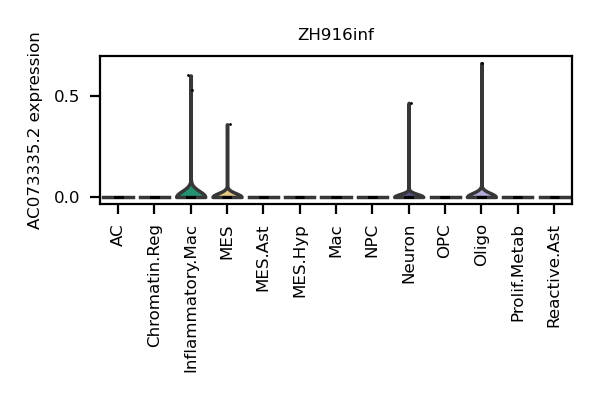 ZH916inf
AC073335.2 expression
0.5
0.0
AC
Chromatin.Reg
Inflammatory.Mac
MES
MES.Ast
MES.Hyp
Mac
NPC
Neuron
OPC
Oligo
Prolif.Metab
Reactive.Ast